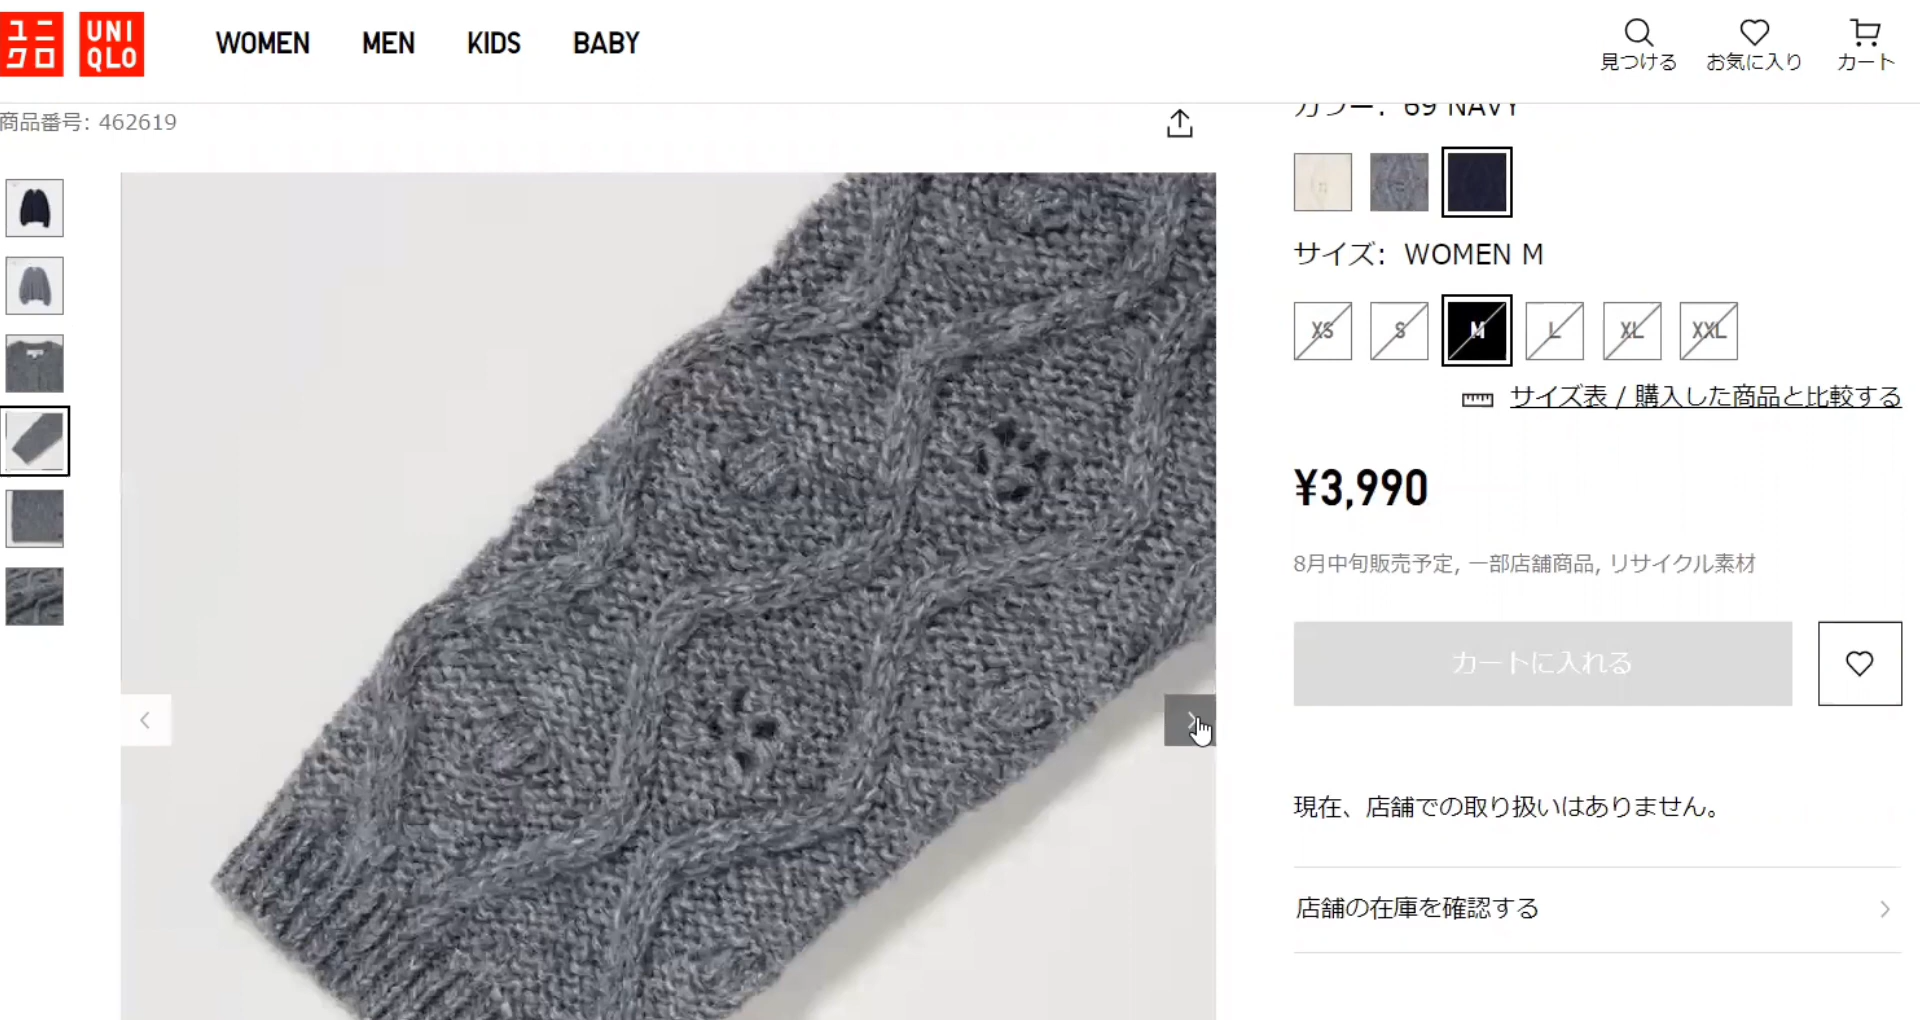 ユニ
クロ
UNI
QLO
WOMEN MEN KIDS BABY
見つける お気に入り カート
商品番号: 462619
カラー: 69 NAVY
サイズ: WOMEN M
XS S M L XL XXL
サイズ表 / 購入した商品と比較する
¥3,990
8月中旬販売予定, 一部店舗商品, リサイクル素材
カートに入れる
現在、店舗での取り扱いはありません。
店舗の在庫を確認する